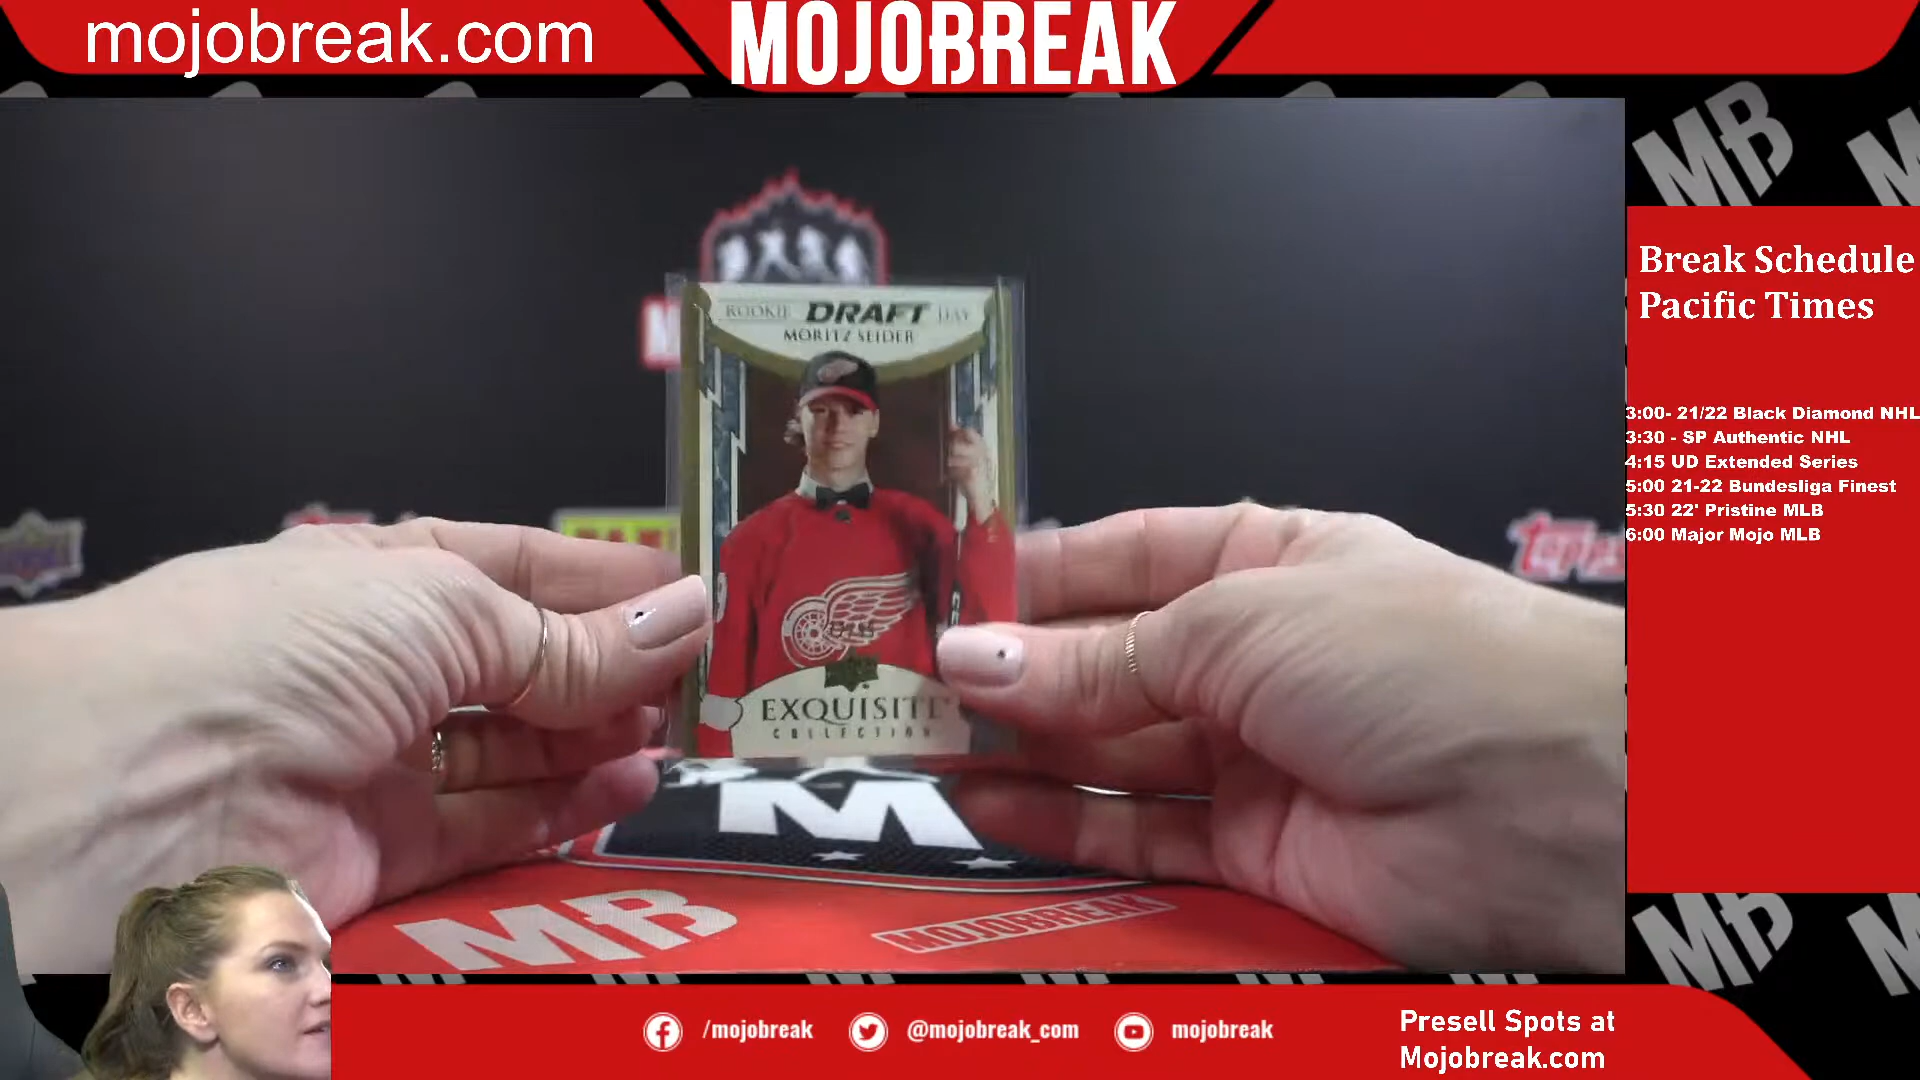 mojobreak.com
MOJOBREAK
MB
ROOKIE DRAFT DAY
MORITZ SEIDER
EXQUISITE
COLLECTION
topps
M
MB
MOJOBREAK
Break Schedule
Pacific Times
3:00- 21/22 Black Diamond NHL
3:30 - SP Authentic NHL
4:15 UD Extended Series
5:00 21-22 Bundesliga Finest
5:30 22' Pristine MLB
6:00 Major Mojo MLB
MB
/mojobreak
@mojobreak_com
mojobreak
Presell Spots at
Mojobreak.com